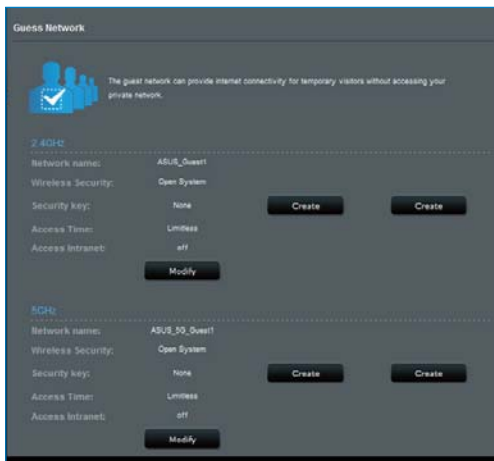 Guess Network
The guest network can provide internet connectivity for temporary visitors without accessing your
private network.
2.4GHz
Network name: ASUS_Guest1
Wireless Security: Open System
Security key: None Create Create
Access Time: Limitless
Access Intranet: off
Modify
5GHz
Network name: ASUS_5G_Guest1
Wireless Security: Open System
Security key: None Create Create
Access Time: Limitless
Access Intranet: off
Modify